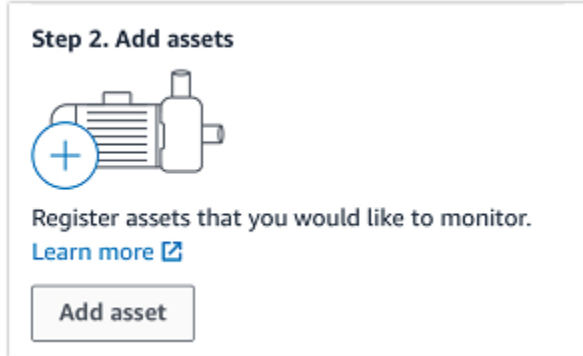 Step 2. Add assets
Register assets that you would like to monitor.
Learn more
Add asset